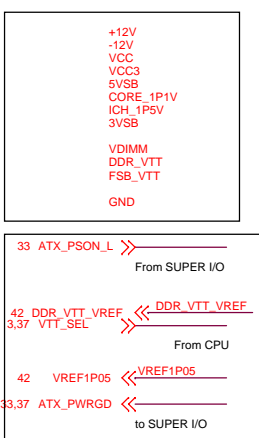 +12V
-12V
VCC
VCC3
5VSB
CORE_1P1V
ICH_1P5V
3VSB
VDIMM
DDR_VTT
FSB_VTT
GND
33 ATX_PSON_L
From SUPER I/O
42 DDR_VTT_VREF DDR_VTT_VREF
3,37 VTT_SEL
From CPU
42 VREF1P05 VREF1P05
33,37 ATX_PWRGD
to SUPER I/O